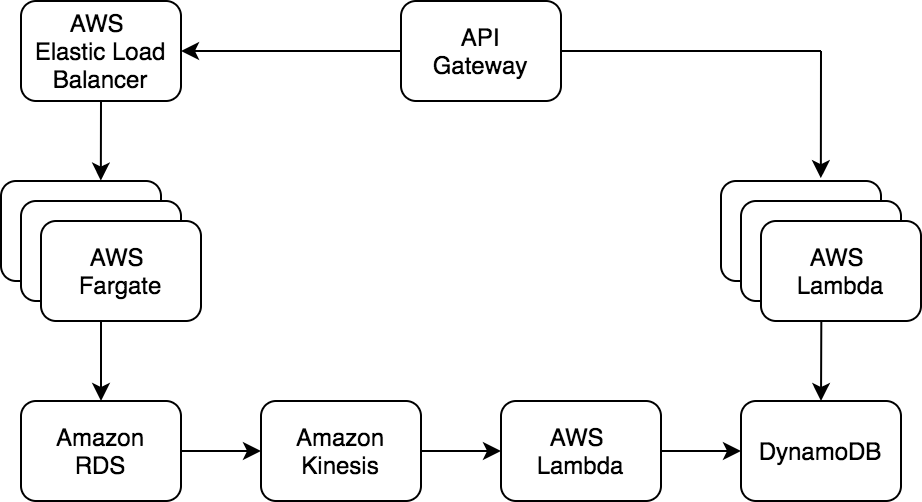 AWS
Elastic Load
Balancer
API
Gateway
AWS
Fargate
AWS
Lambda
Amazon
RDS
Amazon
Kinesis
AWS
Lambda
DynamoDB